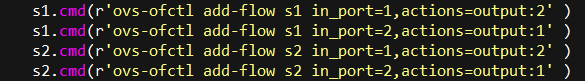 s1.cmd(r'ovs-ofctl add-flow s1 in_port=1,actions=output:2' )
s1.cmd(r'ovs-ofctl add-flow s1 in_port=2,actions=output:1' )
s2.cmd(r'ovs-ofctl add-flow s2 in_port=1,actions=output:2' )
s2.cmd(r'ovs-ofctl add-flow s2 in_port=2,actions=output:1' )